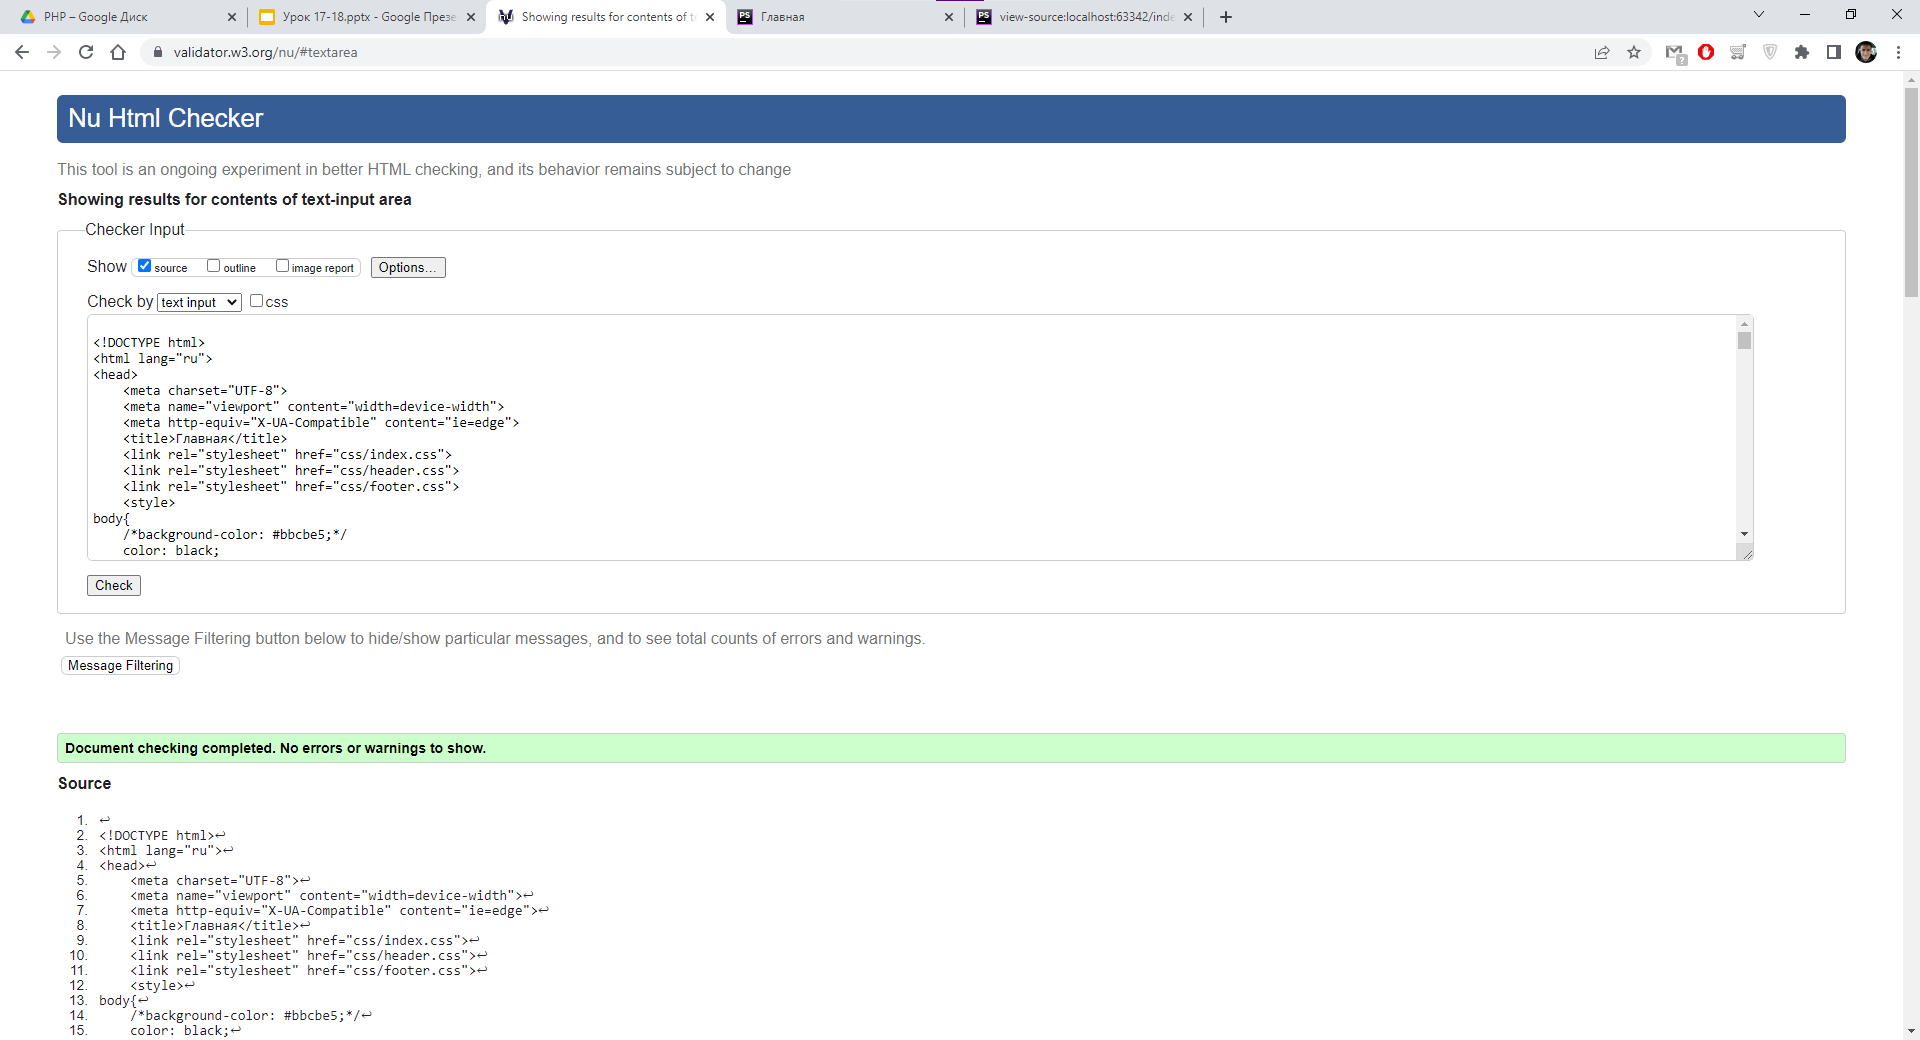 PHP – Google Диск
Урок 17-18.pptx - Google Презе
Showing results for contents of t
PS
Главная
PS
view-source:localhost:63342/inde
validator.w3.org/nu/#textarea
?
Nu Html Checker
This tool is an ongoing experiment in better HTML checking, and its behavior remains subject to change
Showing results for contents of text-input area
Checker Input
Show source outline image report Options...
Check by text input css
<!DOCTYPE html>
<html lang="ru">
<head>
    <meta charset="UTF-8">
    <meta name="viewport" content="width=device-width">
    <meta http-equiv="X-UA-Compatible" content="ie=edge">
    <title>Главная</title>
    <link rel="stylesheet" href="css/index.css">
    <link rel="stylesheet" href="css/header.css">
    <link rel="stylesheet" href="css/footer.css">
    <style>
body{
    /*background-color: #bbcbe5;*/
    color: black;
Check
Use the Message Filtering button below to hide/show particular messages, and to see total counts of errors and warnings.
Message Filtering
Document checking completed. No errors or warnings to show.
Source
1. ↩
2. <!DOCTYPE html>↩
3. <html lang="ru">↩
4. <head>↩
5.     <meta charset="UTF-8">↩
6.     <meta name="viewport" content="width=device-width">↩
7.     <meta http-equiv="X-UA-Compatible" content="ie=edge">↩
8.     <title>Главная</title>↩
9.     <link rel="stylesheet" href="css/index.css">↩
10.     <link rel="stylesheet" href="css/header.css">↩
11.     <link rel="stylesheet" href="css/footer.css">↩
12.     <style>↩
13. body{↩
14.     /*background-color: #bbcbe5;*/↩
15.     color: black;↩